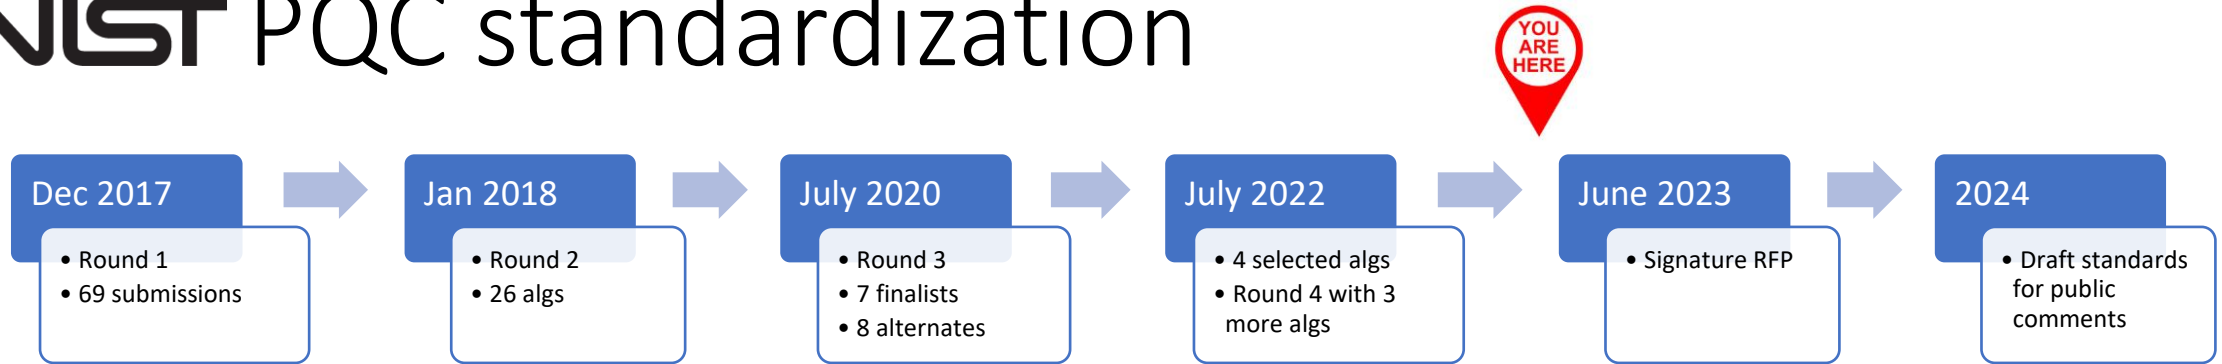 NIST PQC standardization
YOU
ARE
HERE
Dec 2017
• Round 1
• 69 submissions
Jan 2018
• Round 2
• 26 algs
July 2020
• Round 3
• 7 finalists
• 8 alternates
July 2022
• 4 selected algs
• Round 4 with 3
more algs
June 2023
• Signature RFP
2024
• Draft standards
for public
comments